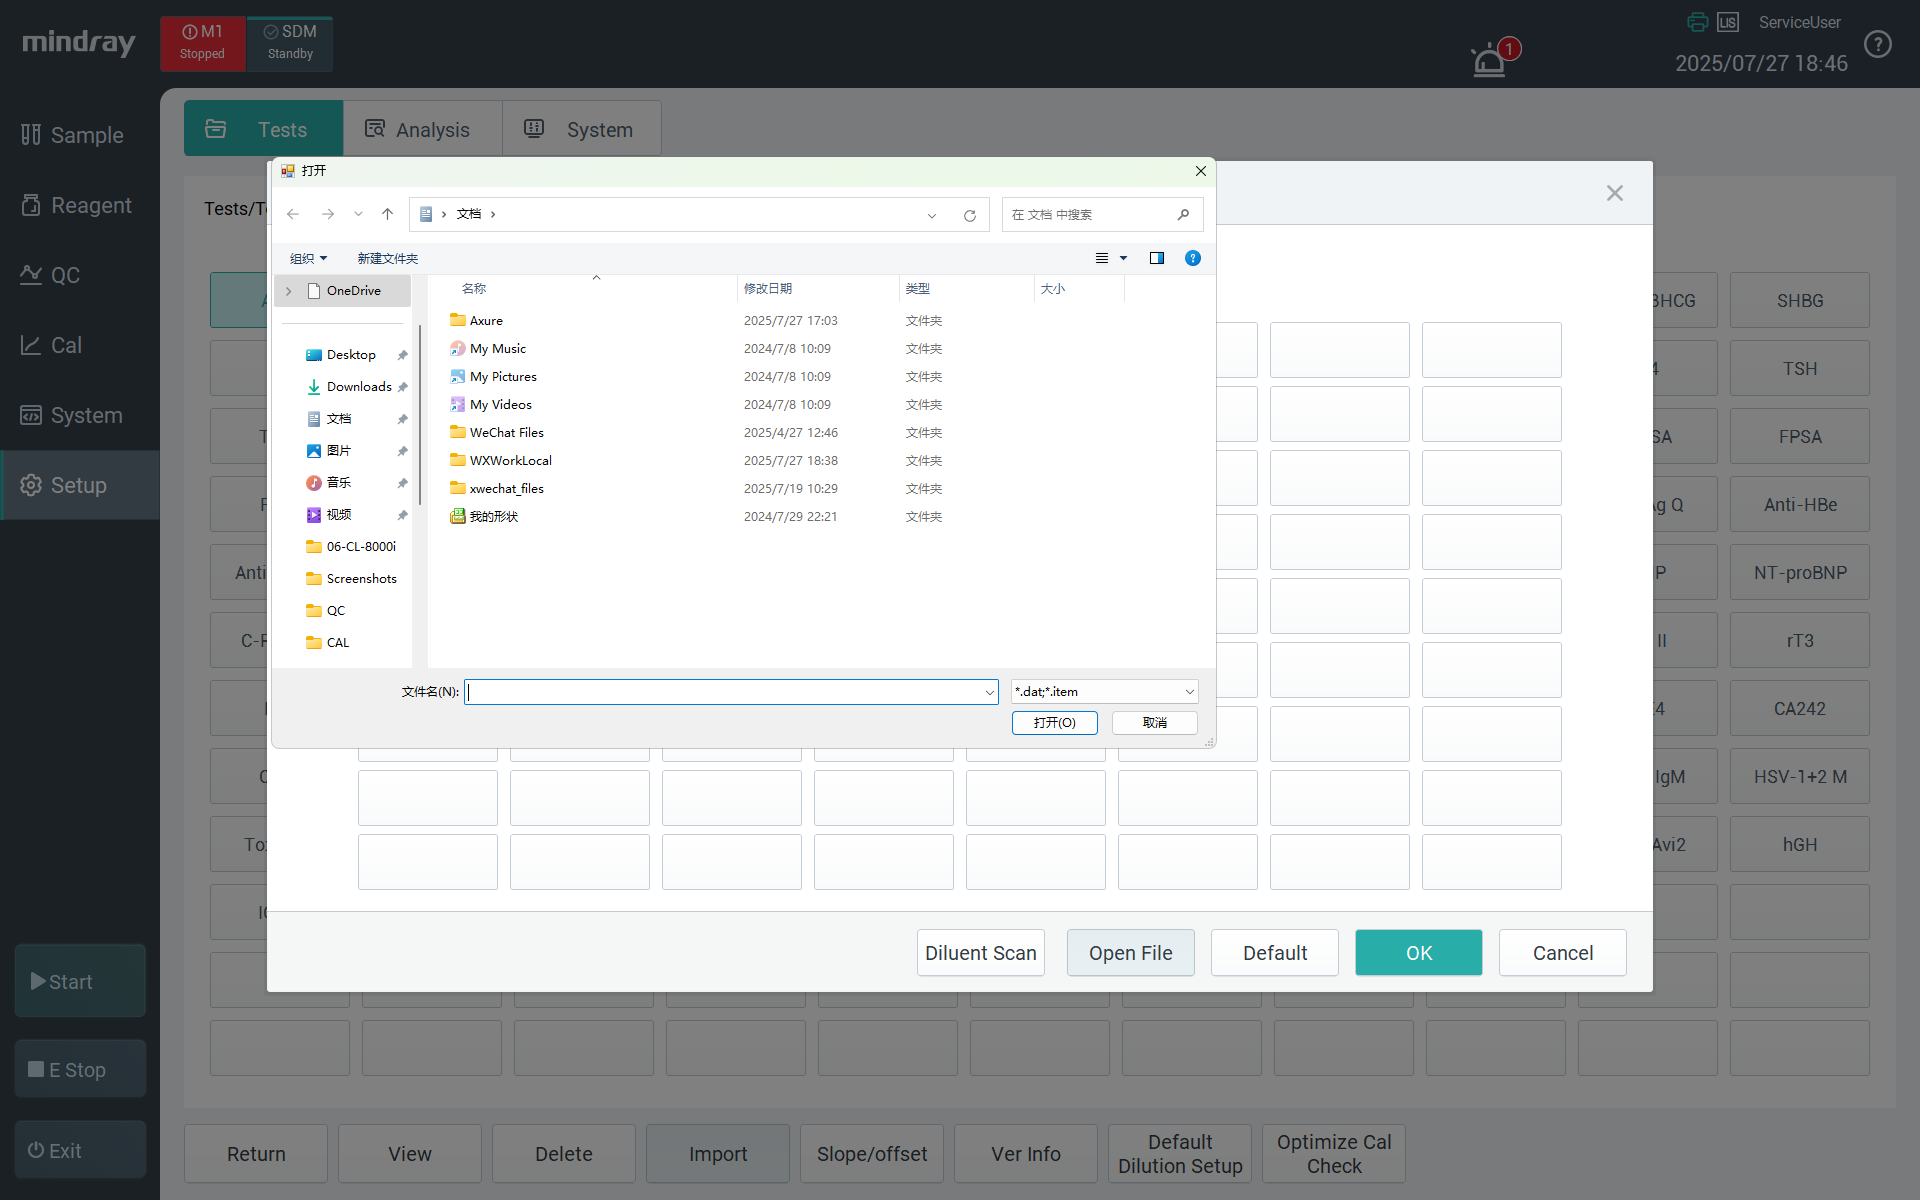 mindray
M1
Stopped
SDM
Standby
1
LIS
ServiceUser
2025/07/27 18:46
?
Sample
Reagent
QC
Cal
System
Setup
Start
E Stop
Exit
Tests
Analysis
System
打开
文档
在 文档 中搜索
组织
新建文件夹
OneDrive
Desktop
Downloads
文档
图片
音乐
视频
06-CL-8000i
Screenshots
QC
CAL
名称 修改日期 类型 大小
Axure 2025/7/27 17:03 文件夹
My Music 2024/7/8 10:09 文件夹
My Pictures 2024/7/8 10:09 文件夹
My Videos 2024/7/8 10:09 文件夹
WeChat Files 2025/4/27 12:46 文件夹
WXWorkLocal 2025/7/27 18:38 文件夹
xwechat_files 2025/7/19 10:29 文件夹
我的形状 2024/7/29 22:21 文件夹
文件名(N):
*.dat;*.item
打开(O)
取消
Tests/T
Anti
C-
To
BHCG SHBG
4 TSH
SA FPSA
g Q Anti-HBe
P NT-proBNP
II rT3
4 CA242
IgM HSV-1+2 M
Avi2 hGH
Diluent Scan
Open File
Default
OK
Cancel
Return
View
Delete
Import
Slope/offset
Ver Info
Default
Dilution Setup
Optimize Cal
Check